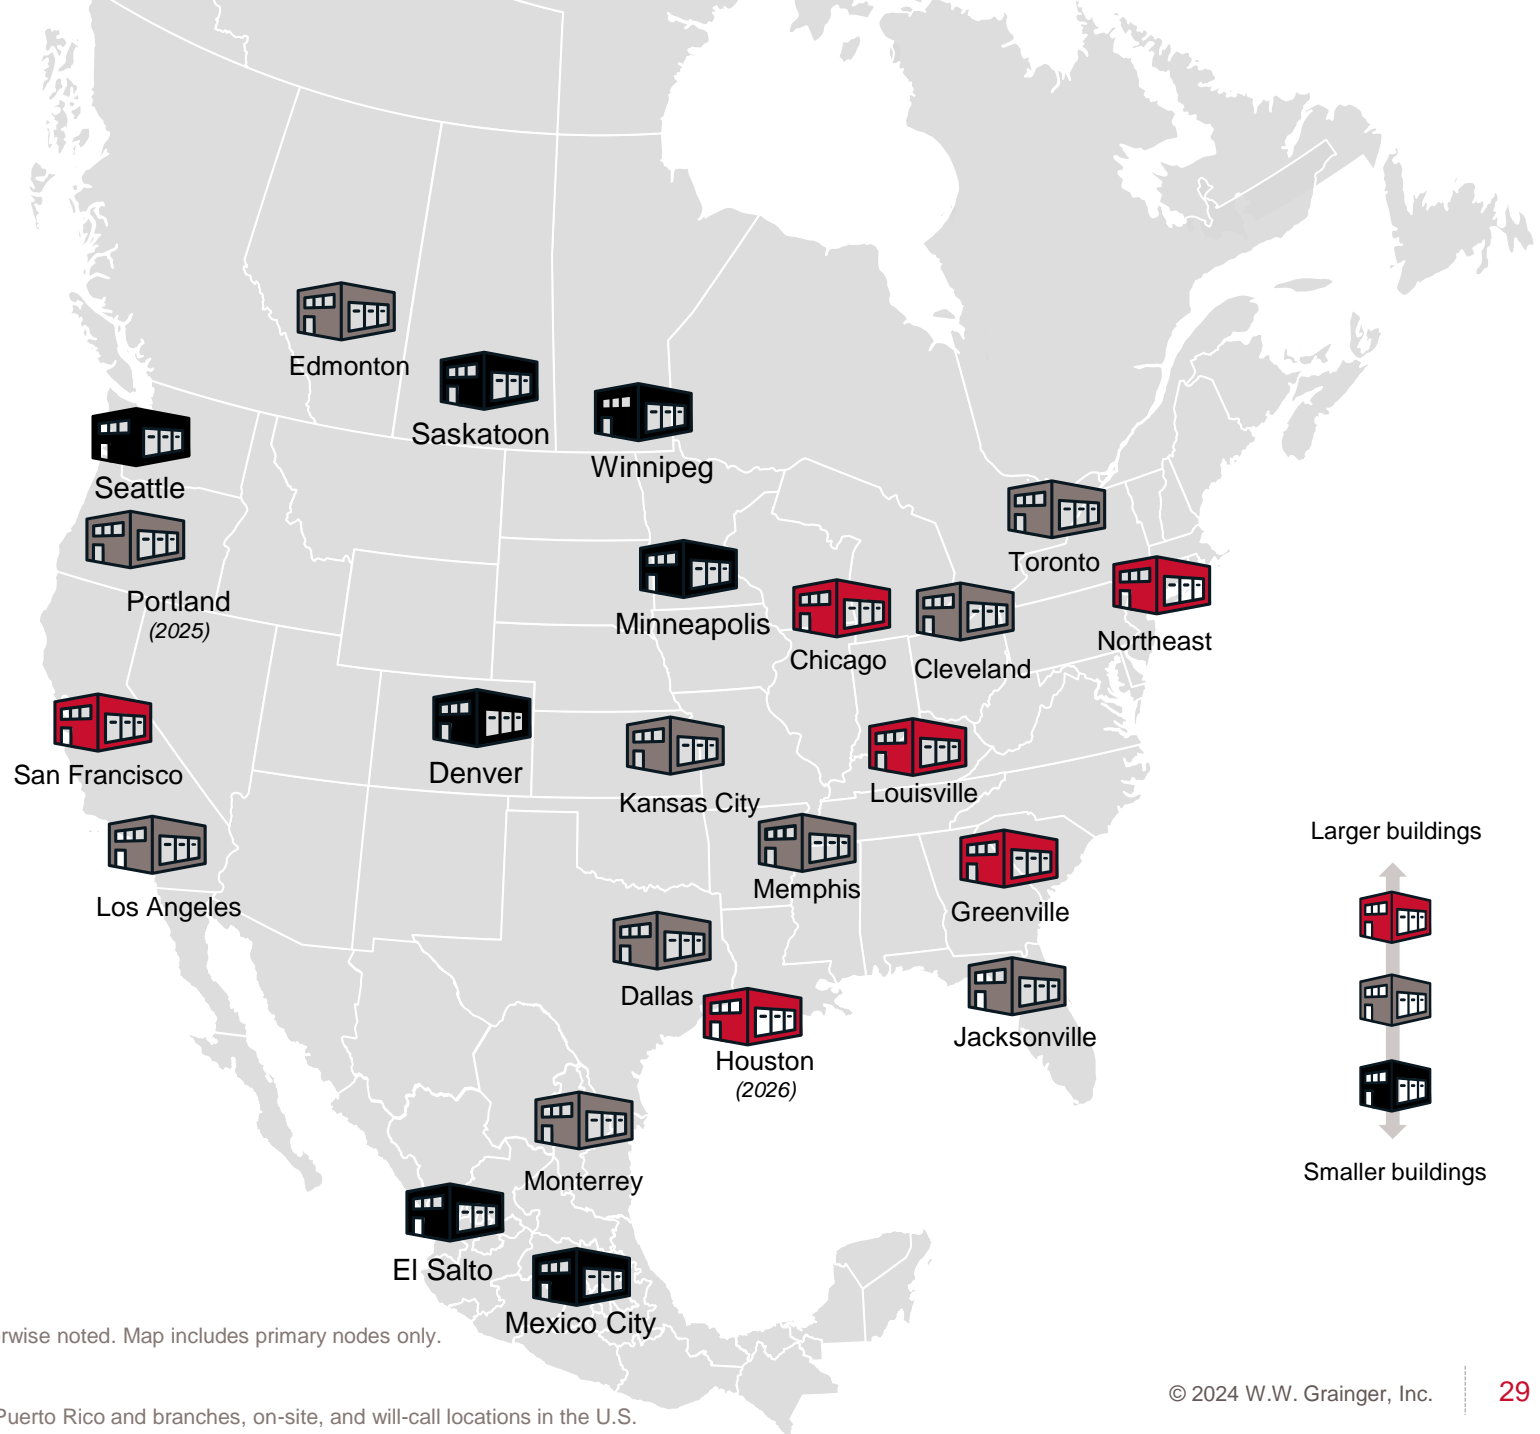 Edmonton
Saskatoon
Winnipeg
Seattle
Toronto
Portland
(2025)
Minneapolis
Chicago
Cleveland
Northeast
San Francisco
Denver
Kansas City
Louisville
Los Angeles
Memphis
Greenville
Dallas
Jacksonville
Houston
(2026)
Monterrey
El Salto
Mexico City
Larger buildings
Smaller buildings
rwise noted. Map includes primary nodes only.
Puerto Rico and branches, on-site, and will-call locations in the U.S.
© 2024 W.W. Grainger, Inc.
29